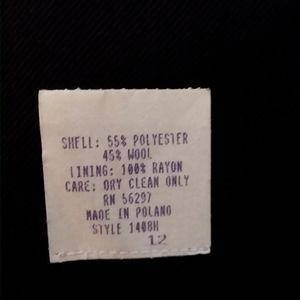 SHELL: 55% POLYESTER
45% WOOL
LINING: 100% RAYON
CARE: DRY CLEAN ONLY
RN 56297
MADE IN POLAND
STYLE 1408H
12